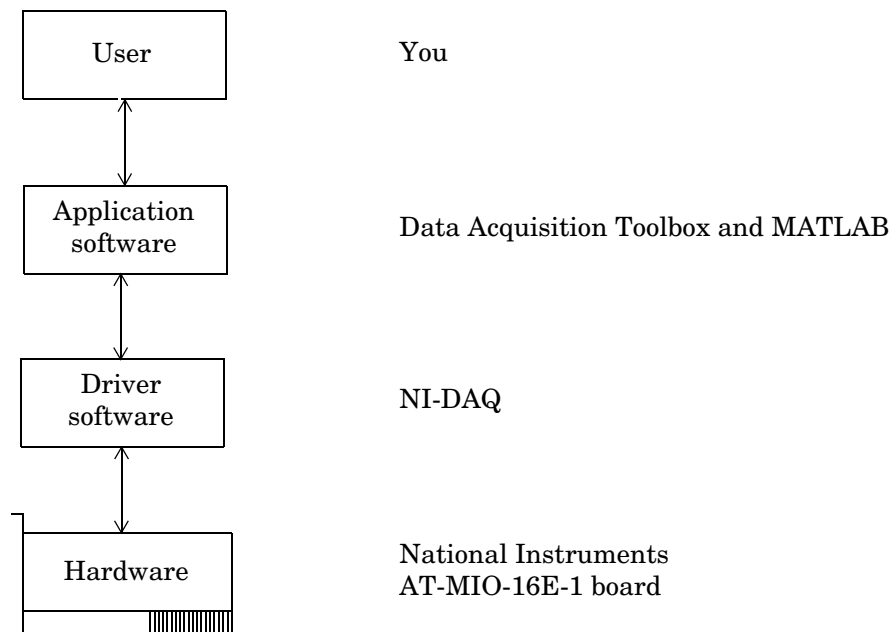 User
You
Application
software
Data Acquisition Toolbox and MATLAB
Driver
software
NI-DAQ
Hardware
National Instruments
AT-MIO-16E-1 board